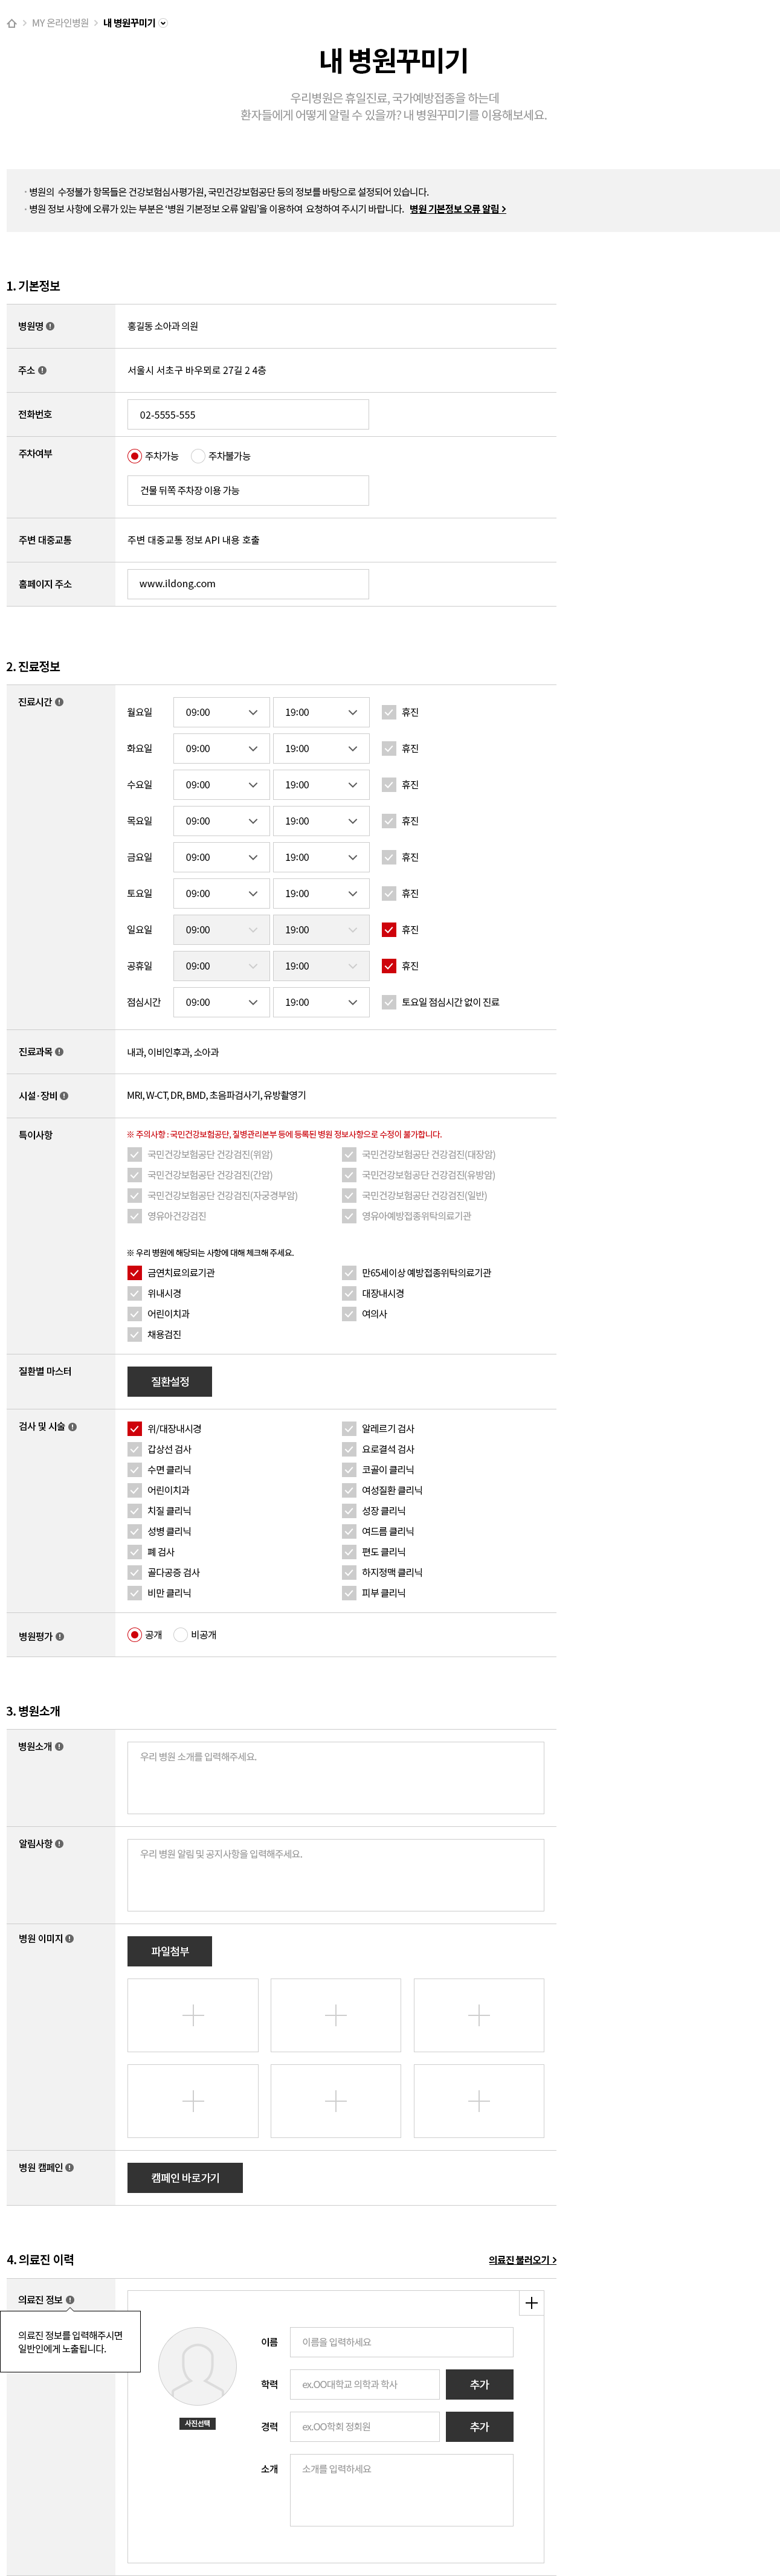 MY 온라인병원 내 병원꾸미기
내 병원꾸미기
우리병원은 휴일진료, 국가예방접종을 하는데
환자들에게 어떻게 알릴 수 있을까? 내 병원꾸미기를 이용해보세요.
· 병원의 수정불가 항목들은 건강보험심사평가원, 국민건강보험공단 등의 정보를 바탕으로 설정되어 있습니다.
· 병원 정보 사항에 오류가 있는 부분은 '병원 기본정보 오류 알림'을 이용하여 요청하여 주시기 바랍니다. 병원 기본정보 오류 알림 >
1. 기본정보
병원명 홍길동 소아과 의원
주소 서울시 서초구 바우뫼로 27길 2 4층
전화번호 02-5555-555
주차여부 주차가능 주차불가능
건물 뒤쪽 주차장 이용 가능
주변 대중교통 주변 대중교통 정보 API 내용 호출
홈페이지 주소 www.ildong.com
2. 진료정보
진료시간
월요일 09:00 19:00 휴진
화요일 09:00 19:00 휴진
수요일 09:00 19:00 휴진
목요일 09:00 19:00 휴진
금요일 09:00 19:00 휴진
토요일 09:00 19:00 휴진
일요일 09:00 19:00 휴진
공휴일 09:00 19:00 휴진
점심시간 09:00 19:00 토요일 점심시간 없이 진료
진료과목 내과, 이비인후과, 소아과
시설·장비 MRI, W-CT, DR, BMD, 초음파검사기, 유방촬영기
특이사항 ※ 주의사항 : 국민건강보험공단, 질병관리본부 등에 등록된 병원 정보사항으로 수정이 불가합니다.
국민건강보험공단 건강검진(위암) 국민건강보험공단 건강검진(대장암)
국민건강보험공단 건강검진(간암) 국민건강보험공단 건강검진(유방암)
국민건강보험공단 건강검진(자궁경부암) 국민건강보험공단 건강검진(일반)
영유아건강검진 영유아예방접종위탁의료기관
※ 우리 병원에 해당되는 사항에 대해 체크해 주세요.
금연치료의료기관 만65세이상 예방접종위탁의료기관
위내시경 대장내시경
어린이치과 여의사
채용검진
질환별 마스터 질환설정
검사 및 시술 위/대장내시경 알레르기 검사
갑상선 검사 요로결석 검사
수면 클리닉 코골이 클리닉
어린이치과 여성질환 클리닉
치질 클리닉 성장 클리닉
성병 클리닉 여드름 클리닉
폐 검사 편도 클리닉
골다공증 검사 하지정맥 클리닉
비만 클리닉 피부 클리닉
병원평가 공개 비공개
3. 병원소개
병원소개 우리 병원 소개를 입력해주세요.
알림사항 우리 병원 알림 및 공지사항을 입력해주세요.
병원 이미지 파일첨부
병원 캠페인 캠페인 바로가기
4. 의료진 이력 의료진 불러오기 >
의료진 정보
의료진 정보를 입력해주시면
일반인에게 노출됩니다.
사진선택
이름 이름을 입력하세요
학력 ex.OO대학교 의학과 학사 추가
경력 ex.OO학회 정회원 추가
소개 소개를 입력하세요